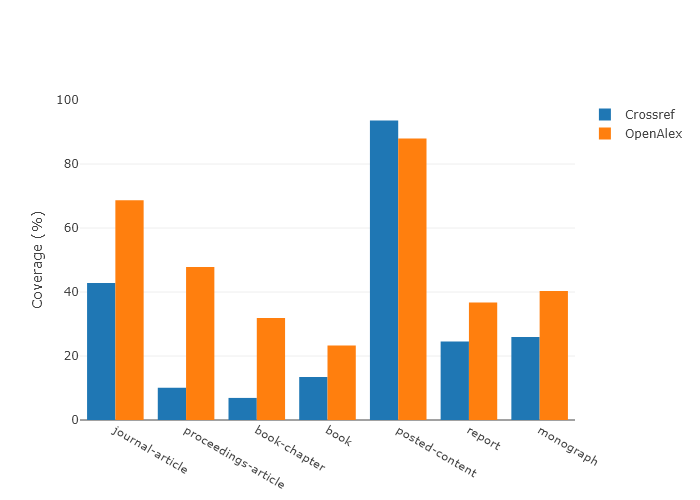 100
80
60
40
20
0
Coverage (%)
journal-article
proceedings-article
book-chapter
book
posted-content
report
monograph
Crossref
OpenAlex